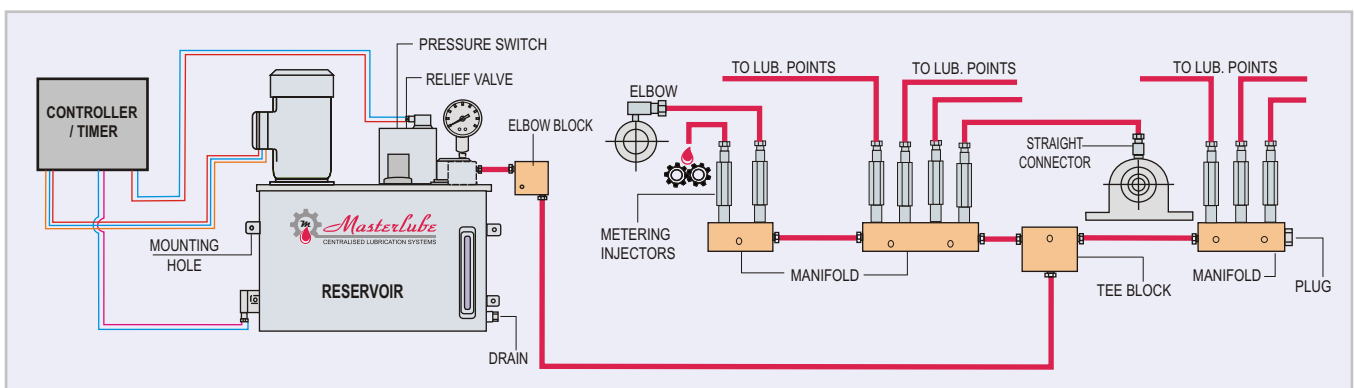 PRESSURE SWITCH
RELIEF VALVE
CONTROLLER
/ TIMER
ELBOW BLOCK
m
Masterlube
CENTRALISED LUBRICATION SYSTEMS
MOUNTING
HOLE
RESERVOIR
DRAIN
TO LUB. POINTS
TO LUB. POINTS
TO LUB. POINTS
ELBOW
STRAIGHT
CONNECTOR
METERING
INJECTORS
MANIFOLD
TEE BLOCK
MANIFOLD
PLUG